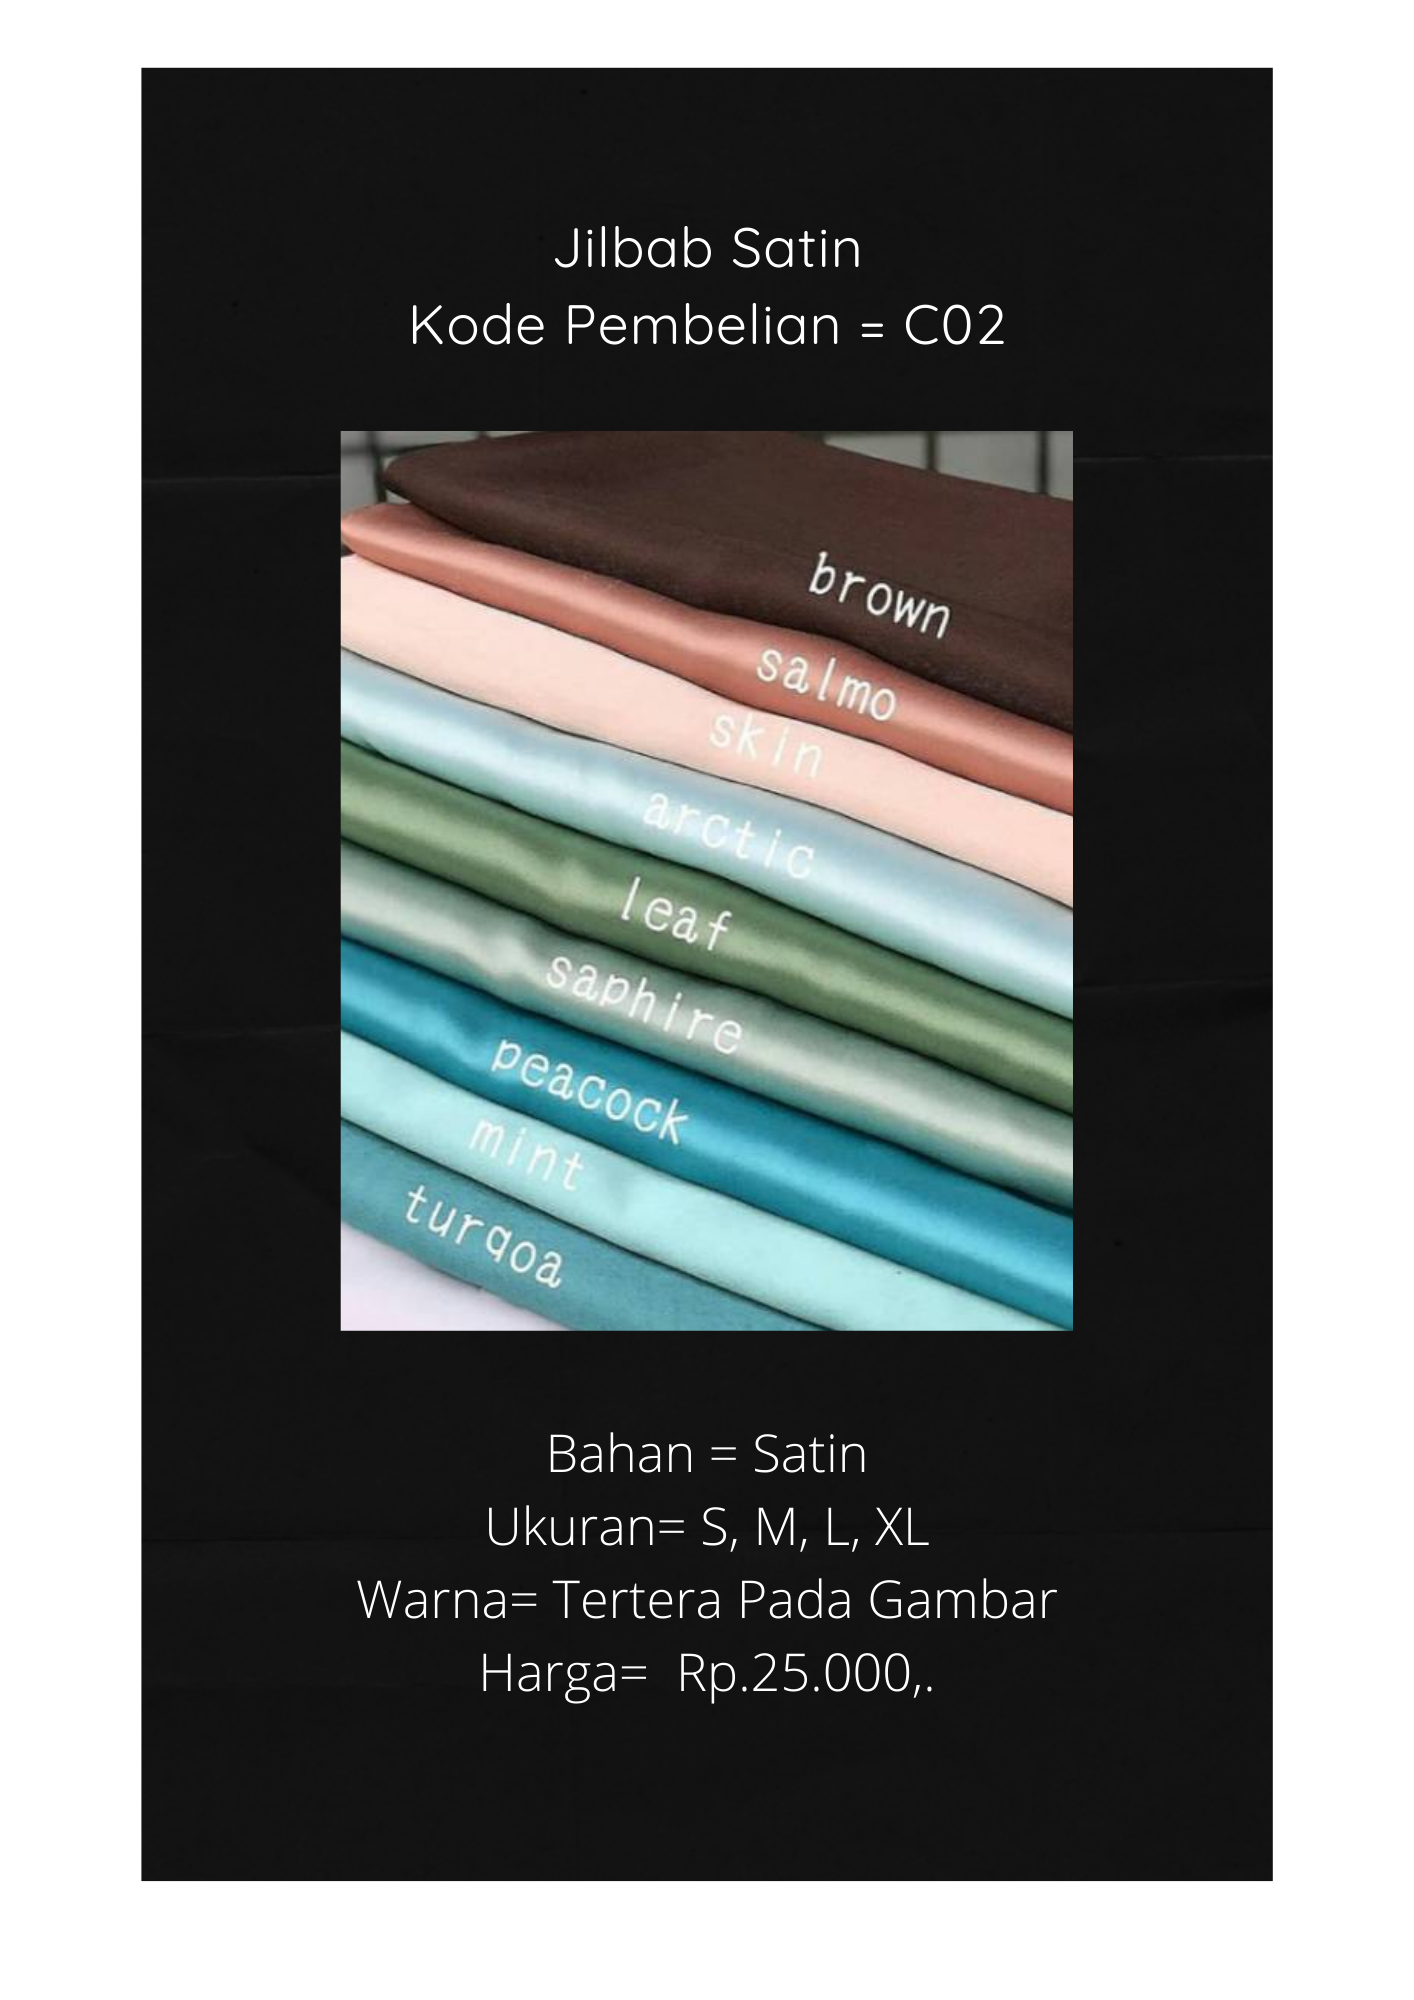 Jilbab Satin
Kode Pembelian = C02
brown
salmo
skin
arctic
leaf
saphire
peacock
mint
turqoa
Bahan = Satin
Ukuran= S, M, L, XL
Warna= Tertera Pada Gambar
Harga= Rp.25.000,.